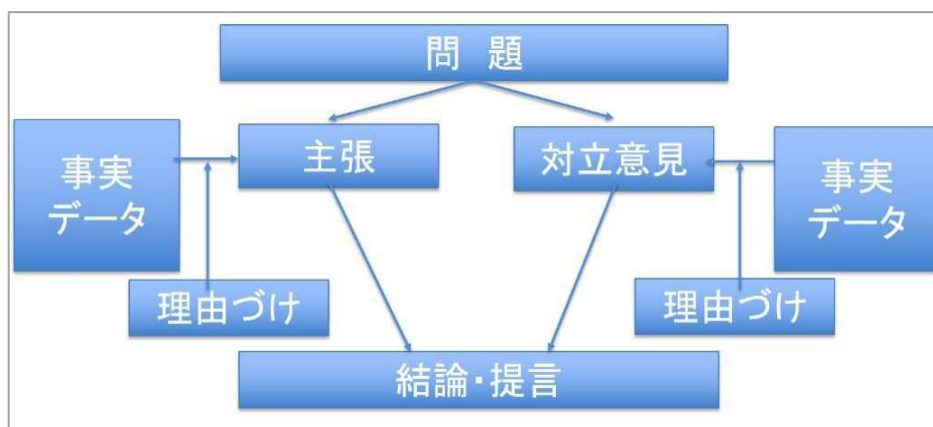 問 題
主張
対立意見
事実
データ
事実
データ
理由づけ
理由づけ
結論・提言